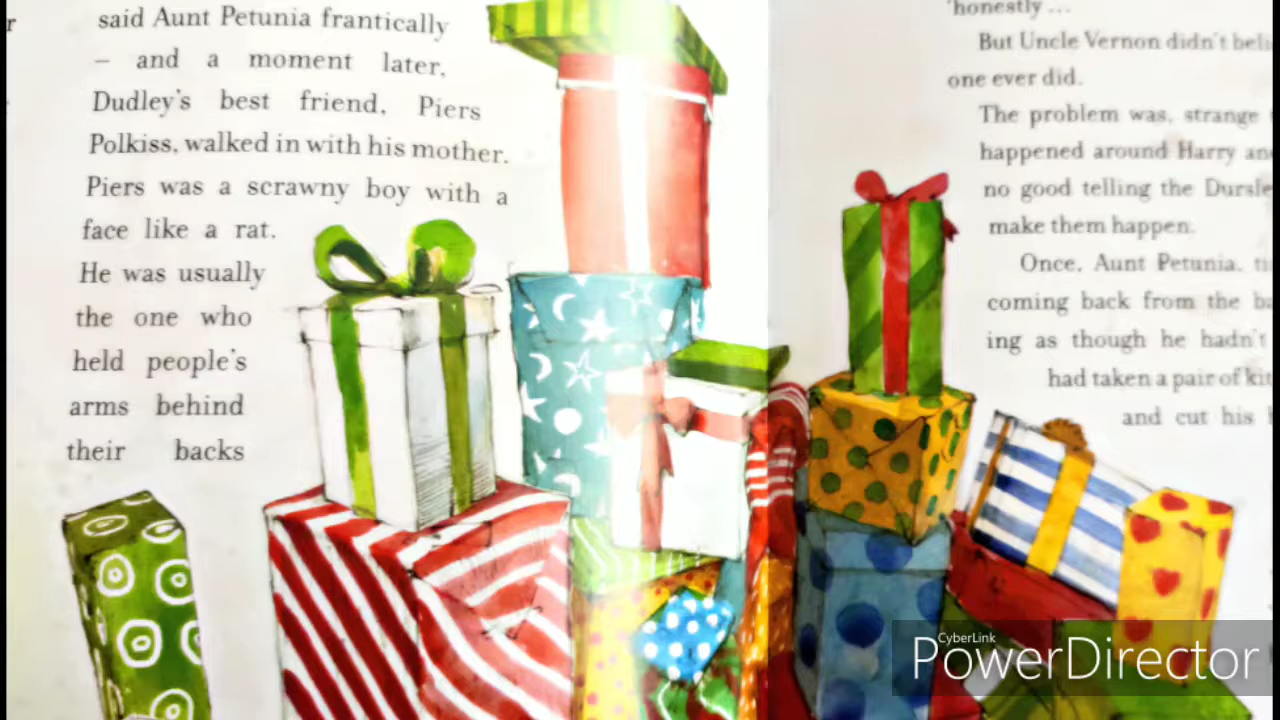 said Aunt Petunia frantically
– and a moment later,
Dudley's best friend, Piers
Polkiss, walked in with his mother.
Piers was a scrawny boy with a
face like a rat.
He was usually
the one who
held people's
arms behind
their backs
'honestly ...
But Uncle Vernon didn't
one ever did.
The problem was, strange
happened around Harry
no good telling the
make them happen.
Once, Aunt Petunia,
coming back from the
ing as though he hadn't
had taken a pair of
and cut his
CyberLink
PowerDirector